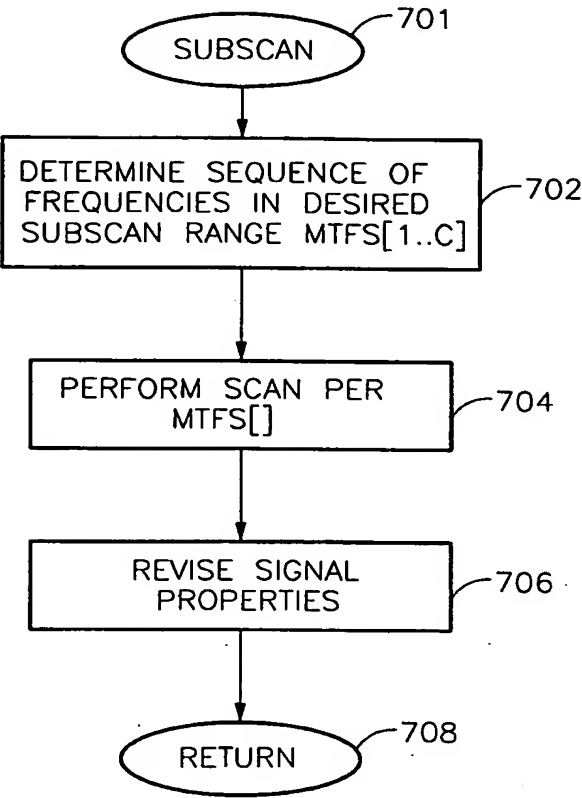 SUBSCAN
701
DETERMINE SEQUENCE OF
FREQUENCIES IN DESIRED
SUBSCAN RANGE MTFS[1..C]
702
PERFORM SCAN PER
MTFS[]
704
REVISE SIGNAL
PROPERTIES
706
RETURN
708